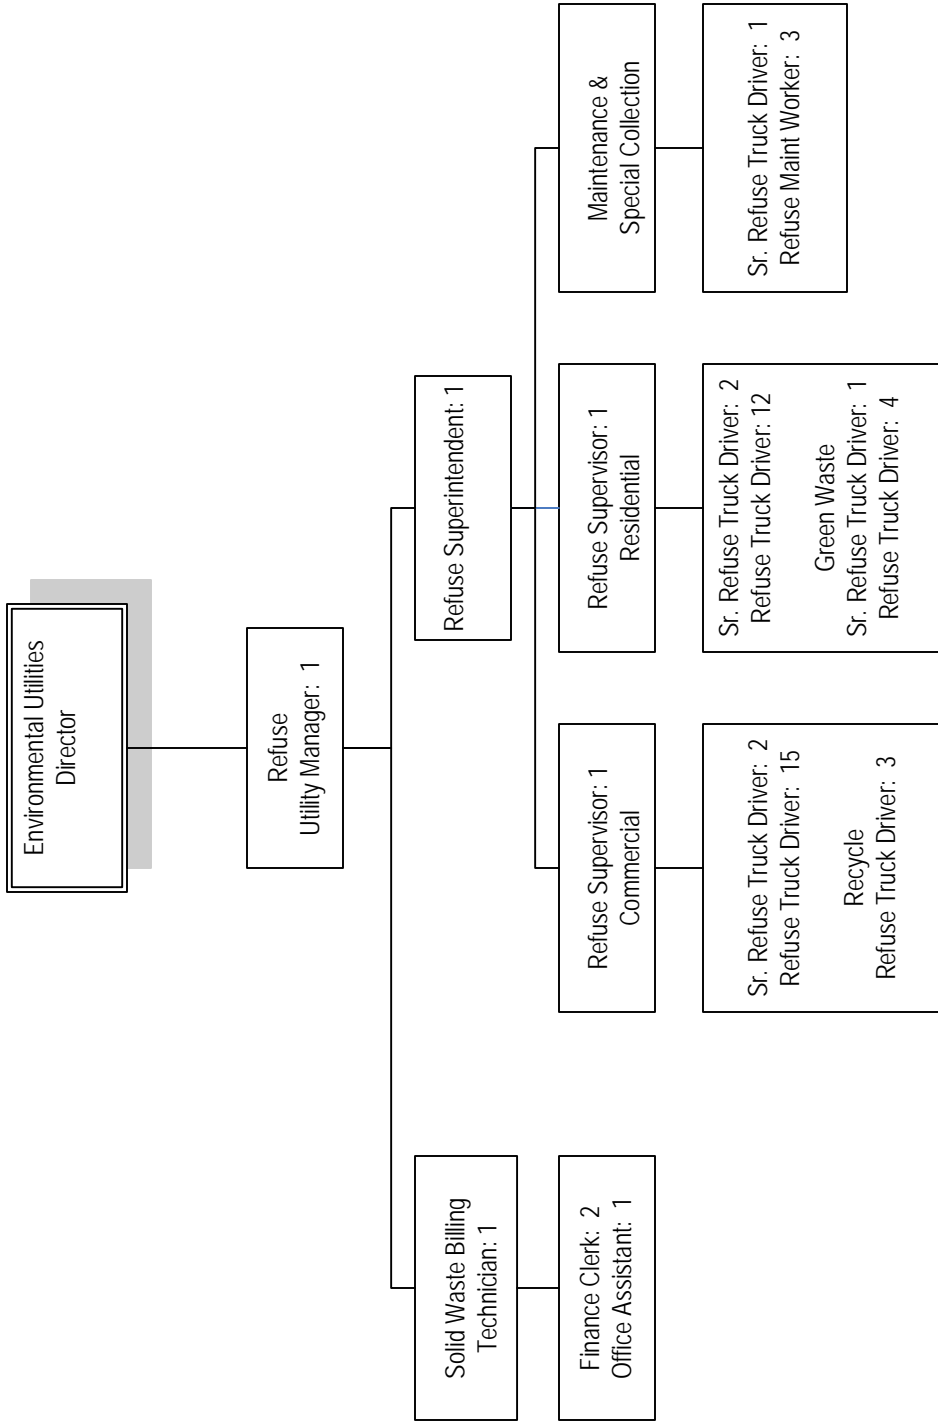 Environmental Utilities
Director
Refuse
Utility Manager:  1
Solid Waste Billing
Technician: 1
Refuse Superintendent: 1
Finance Clerk:  2
Office Assistant:  1
Refuse Supervisor: 1
Commercial
Refuse Supervisor: 1
Residential
Maintenance &
Special Collection
Sr. Refuse Truck Driver:  2
Refuse Truck Driver:  15
Recycle
Refuse Truck Driver:  3
Sr. Refuse Truck Driver:  2
Refuse Truck Driver: 12
Green Waste
Sr. Refuse Truck Driver:  1
Refuse Truck Driver:  4
Sr. Refuse Truck Driver:  1
Refuse Maint Worker:  3